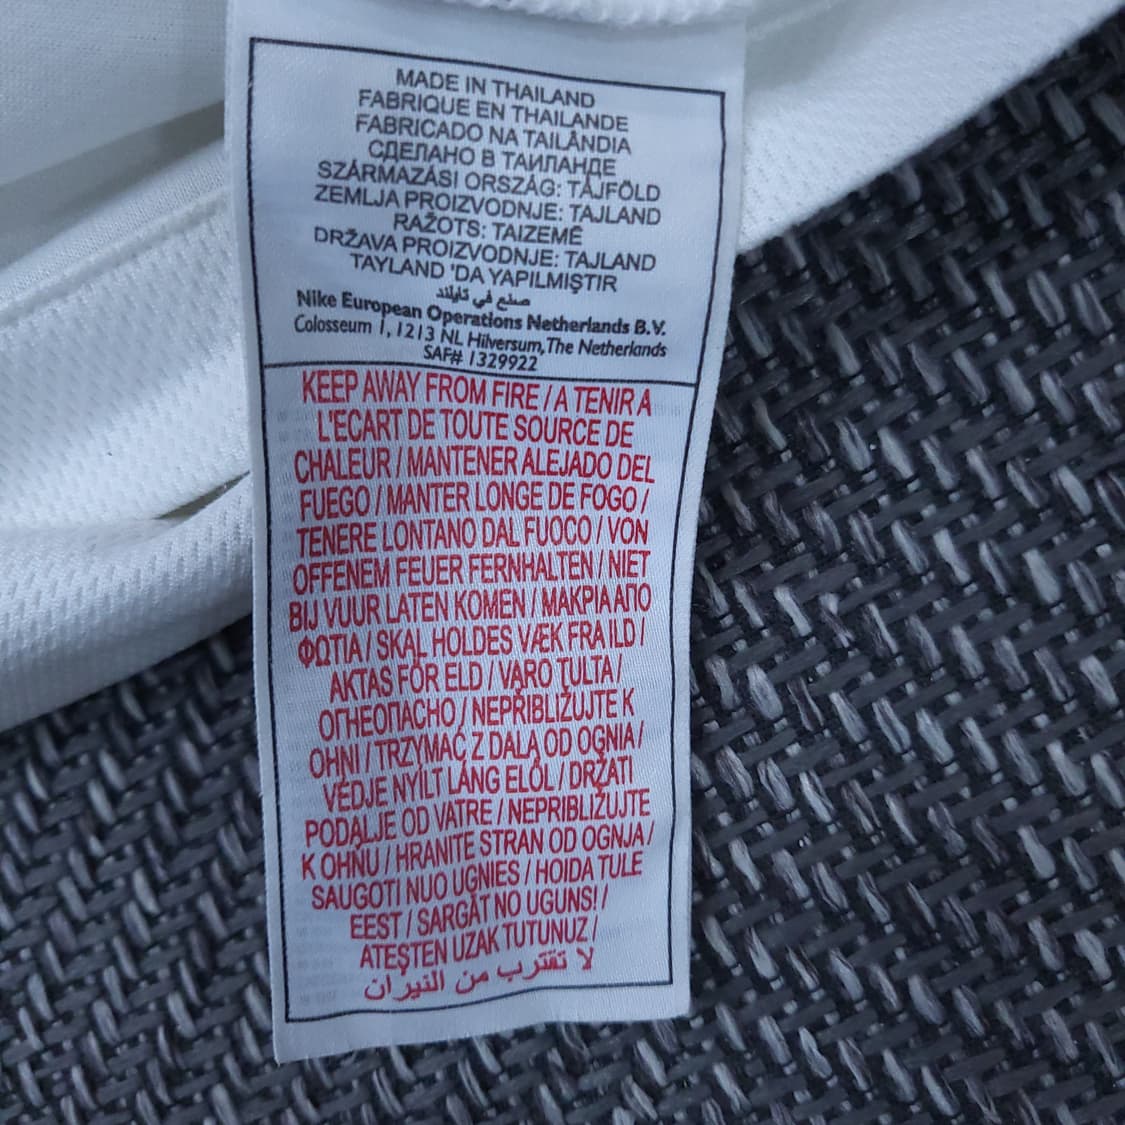 MADE IN THAILAND
FABRIQUE EN THAILANDE
FABRICADO NA TAILÂNDIA
СДЕЛАНО В ТАИЛАНДЕ
SZÁRMAZÁSI ORSZÁG: TÁJFÖLD
ZEMLJA PROIZVODNJE: TAJLAND
RAŽOTS: TAIZEMĒ
DRŽAVA PROIZVODNJE: TAJLAND
TAYLAND 'DA YAPILMIŞTIR
صنع في تايلند
Nike European Operations Netherlands B.V.
Colosseum 1, 1213 NL Hilversum, The Netherlands
SAF# 1329922
KEEP AWAY FROM FIRE / A TENIR A
L'ECART DE TOUTE SOURCE DE
CHALEUR / MANTENER ALEJADO DEL
FUEGO / MANTER LONGE DE FOGO /
TENERE LONTANO DAL FUOCO / VON
OFFENEM FEUER FERNHALTEN / NIET
BIJ VUUR LATEN KOMEN / ΜΑΚΡΙΑ ΑΠΟ
ΦΩΤΙΑ / SKAL HOLDES VÆK FRA ILD /
AKTAS FÖR ELD / VARO TULTA /
ОГНЕОПАСНО / NEPŘIBLIŽUJTE K
OHNI / TRZYMAĆ Z DALA OD OGNIA /
VÉDJE NYÍLT LÁNG ELŐL / DRŽATI
PODALJE OD VATRE / NEPRIBLIŽUJTE
K OHŇU / HRANITE STRAN OD OGNJA /
SAUGOTI NUO UGNIES / HOIDA TULE
EEST / SARGĀT NO UGUNS! /
ATEŞTEN UZAK TUTUNUZ /
لا تقترب من النيران